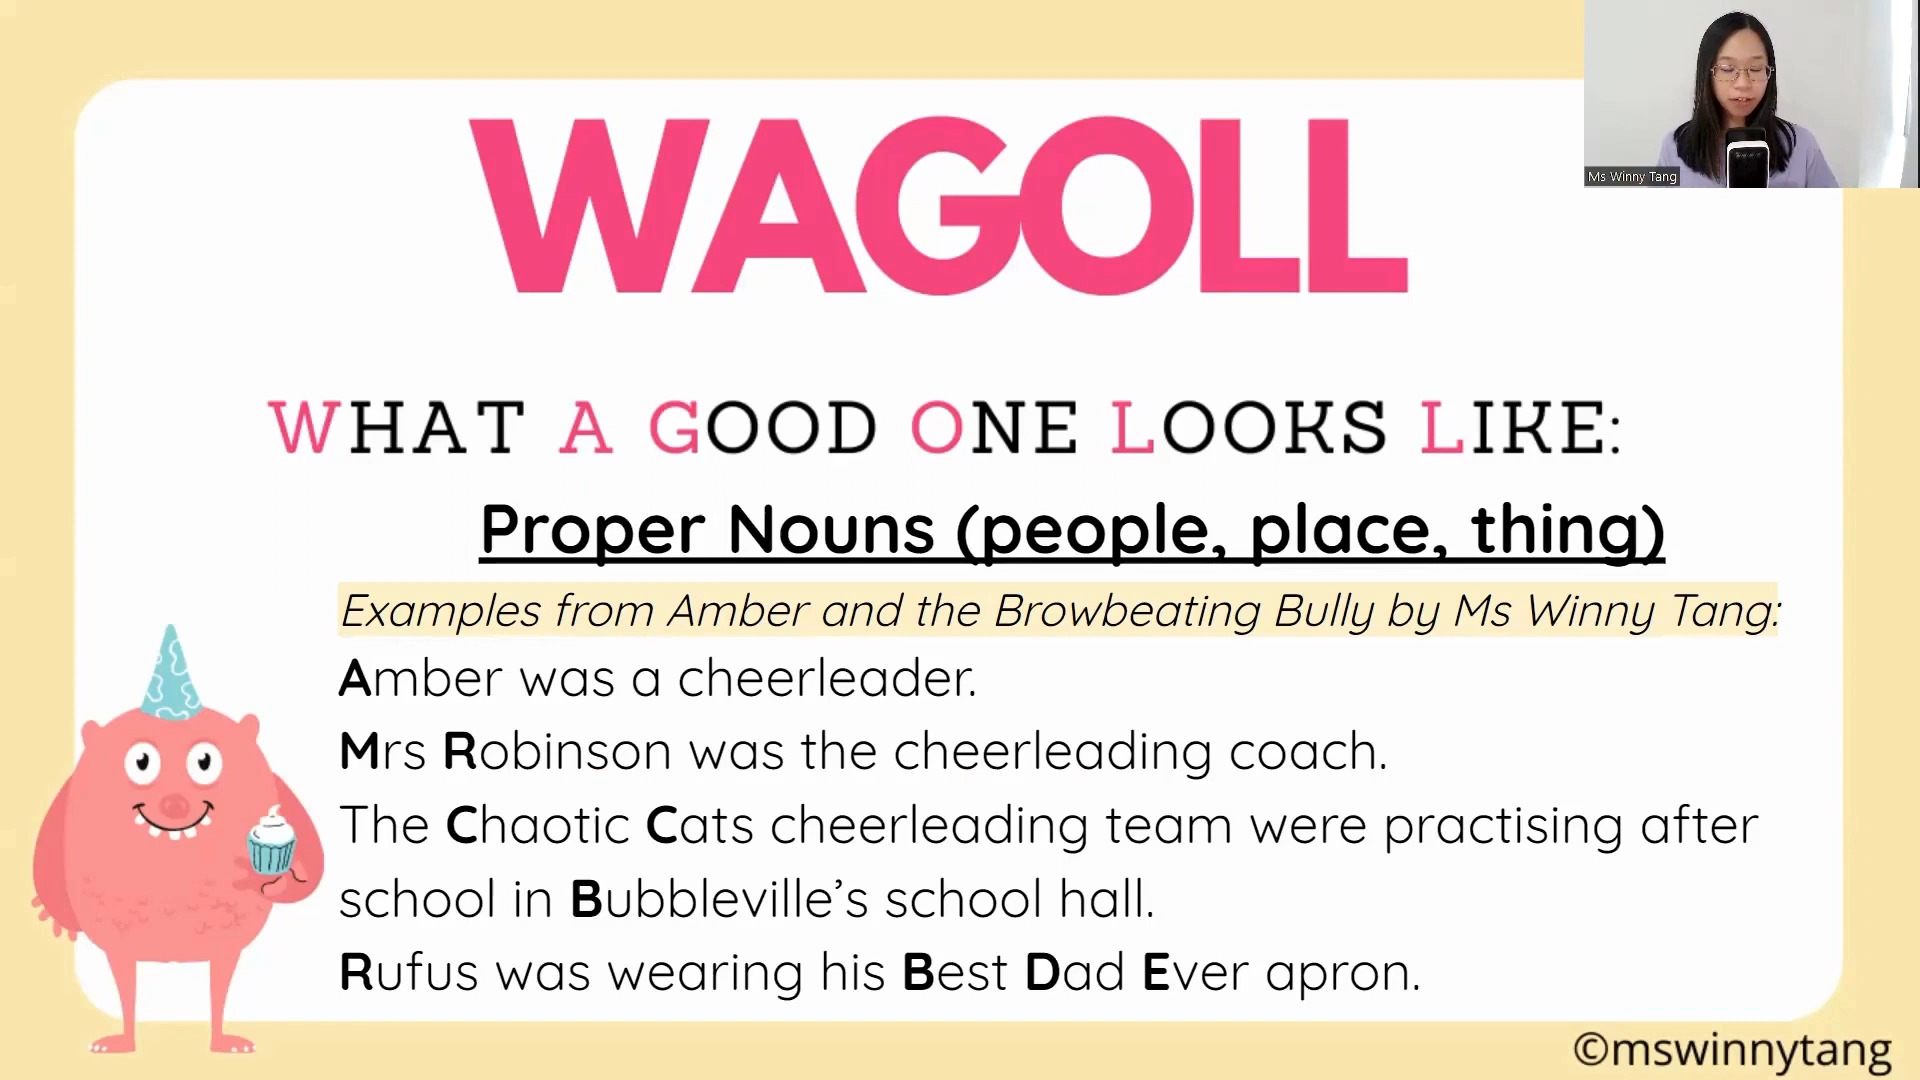 WAGOLL
Ms Winny Tang
WHAT A GOOD ONE LOOKS LIKE:
Proper Nouns (people, place, thing)
Examples from Amber and the Browbeating Bully by Ms Winny Tang:
Amber was a cheerleader.
Mrs Robinson was the cheerleading coach.
The Chaotic Cats cheerleading team were practising after
school in Bubbleville’s school hall.
Rufus was wearing his Best Dad Ever apron.
©mswinnytang